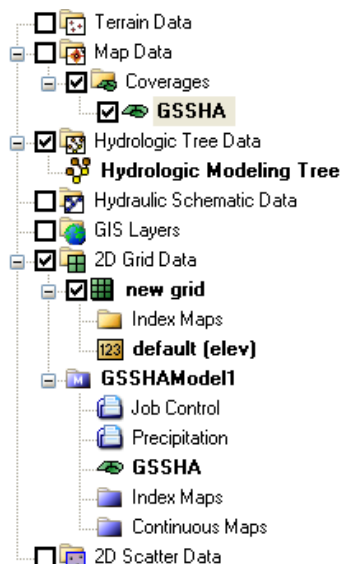 Terrain Data
Map Data
Coverages
GSSHA
Hydrologic Tree Data
Hydrologic Modeling Tree
Hydraulic Schematic Data
GIS Layers
2D Grid Data
new grid
Index Maps
123 default (elev)
M GSSHAModel1
Job Control
Precipitation
GSSHA
Index Maps
Continuous Maps
2D Scatter Data